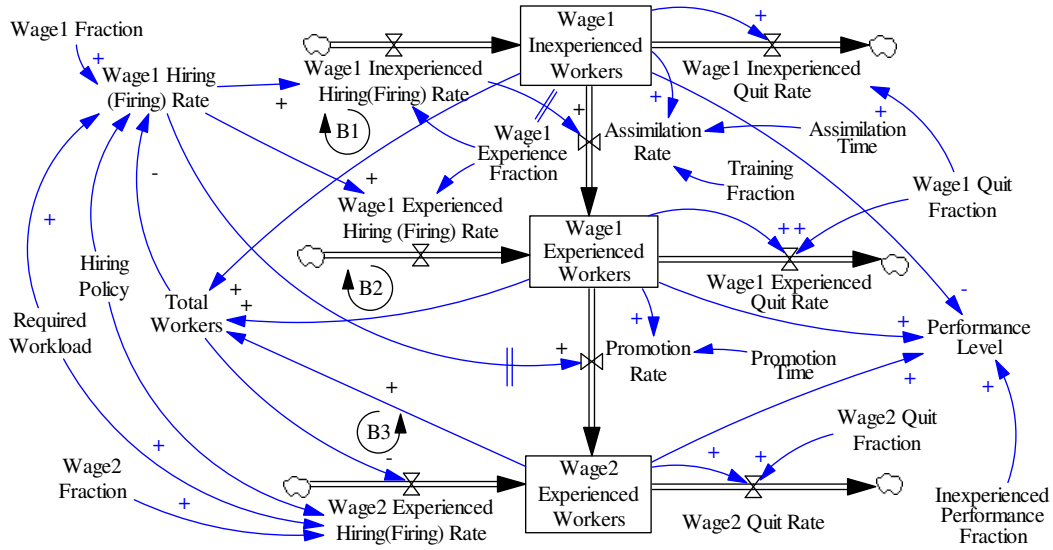 Wage1 Fraction
+
Wage1 Hiring
(Firing) Rate
+
Wage1 Inexperienced
Hiring(Firing) Rate
B1
Wage1
Inexperienced
Workers
+
Wage1 Inexperienced
Quit Rate
+
+
+
Assimilation
Rate
Assimilation
Time
Wage1
Experience
Fraction
Training
Fraction
Wage1 Quit
Fraction
-
+
+
Wage1 Experienced
Hiring (Firing) Rate
B2
Wage1
Experienced
Workers
+ +
Wage1 Experienced
Quit Rate
Hiring
Policy
Total
Workers
+
+
Required
Workload
+
+
Promotion
Rate
Promotion
Time
-
+
Performance
Level
+
+
+
B3
-
+
Wage2
Fraction
+
Wage2 Experienced
Hiring(Firing) Rate
Wage2
Experienced
Workers
+
+
Wage2 Quit
Fraction
Wage2 Quit Rate
Inexperienced
Performance
Fraction